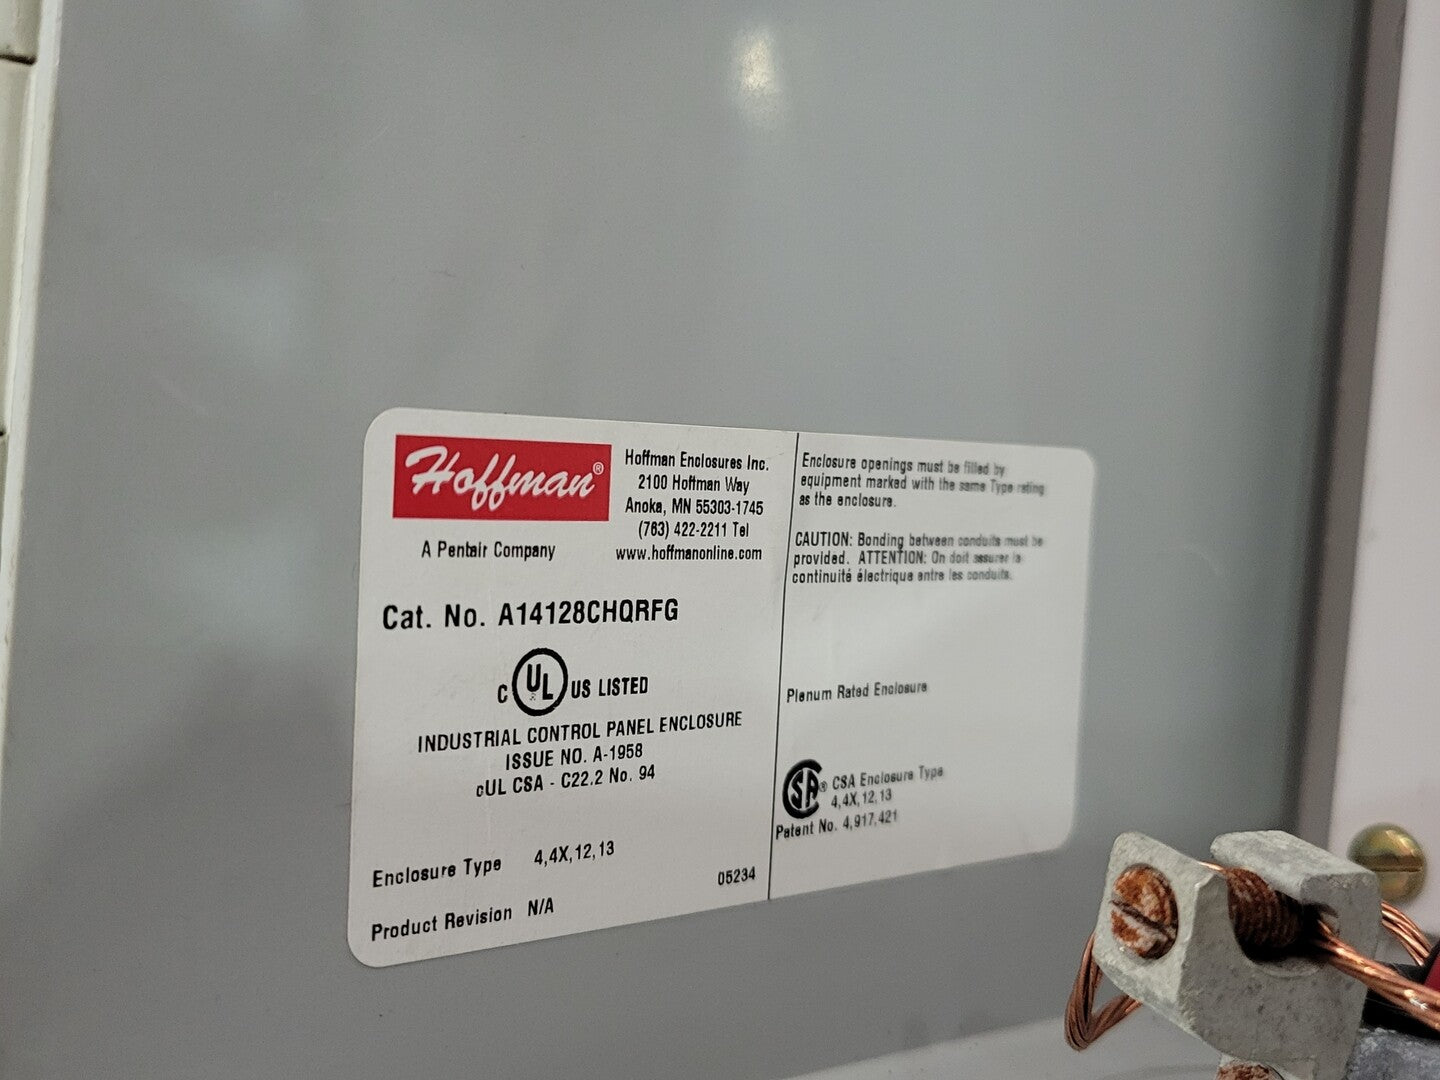 Hoffman®
A Pentair Company
Hoffman Enclosures Inc.
2100 Hoffman Way
Anoka, MN 55303-1745
(763) 422-2211 Tel
www.hoffmanonline.com
Cat. No. A14128CHQRFG
c UL US LISTED
INDUSTRIAL CONTROL PANEL ENCLOSURE
ISSUE NO. A-1958
cUL CSA - C22.2 No. 94
Enclosure Type 4,4X,12,13
Product Revision N/A
05234
Enclosure openings must be filled by
equipment marked with the same Type rating
as the enclosure.
CAUTION: Bonding between conduits must be
provided. ATTENTION: On doit assurer la
continuité électrique entre les conduits.
Plenum Rated Enclosure
SA® CSA Enclosure Type
4,4X,12,13
Patent No. 4,917,421